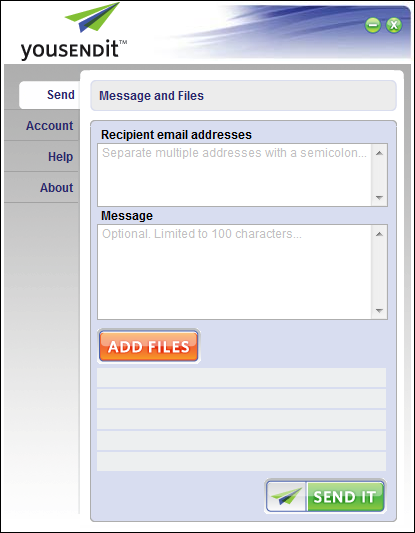 YOUSENDIT™
Send
Account
Help
About
Message and Files
Recipient email addresses
Separate multiple addresses with a semicolon...
Message
Optional. Limited to 100 characters...
ADD FILES
SEND IT